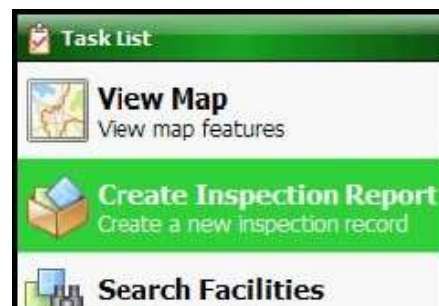 Task List
View Map
View map features
Create Inspection Report
Create a new inspection record
Search Facilities